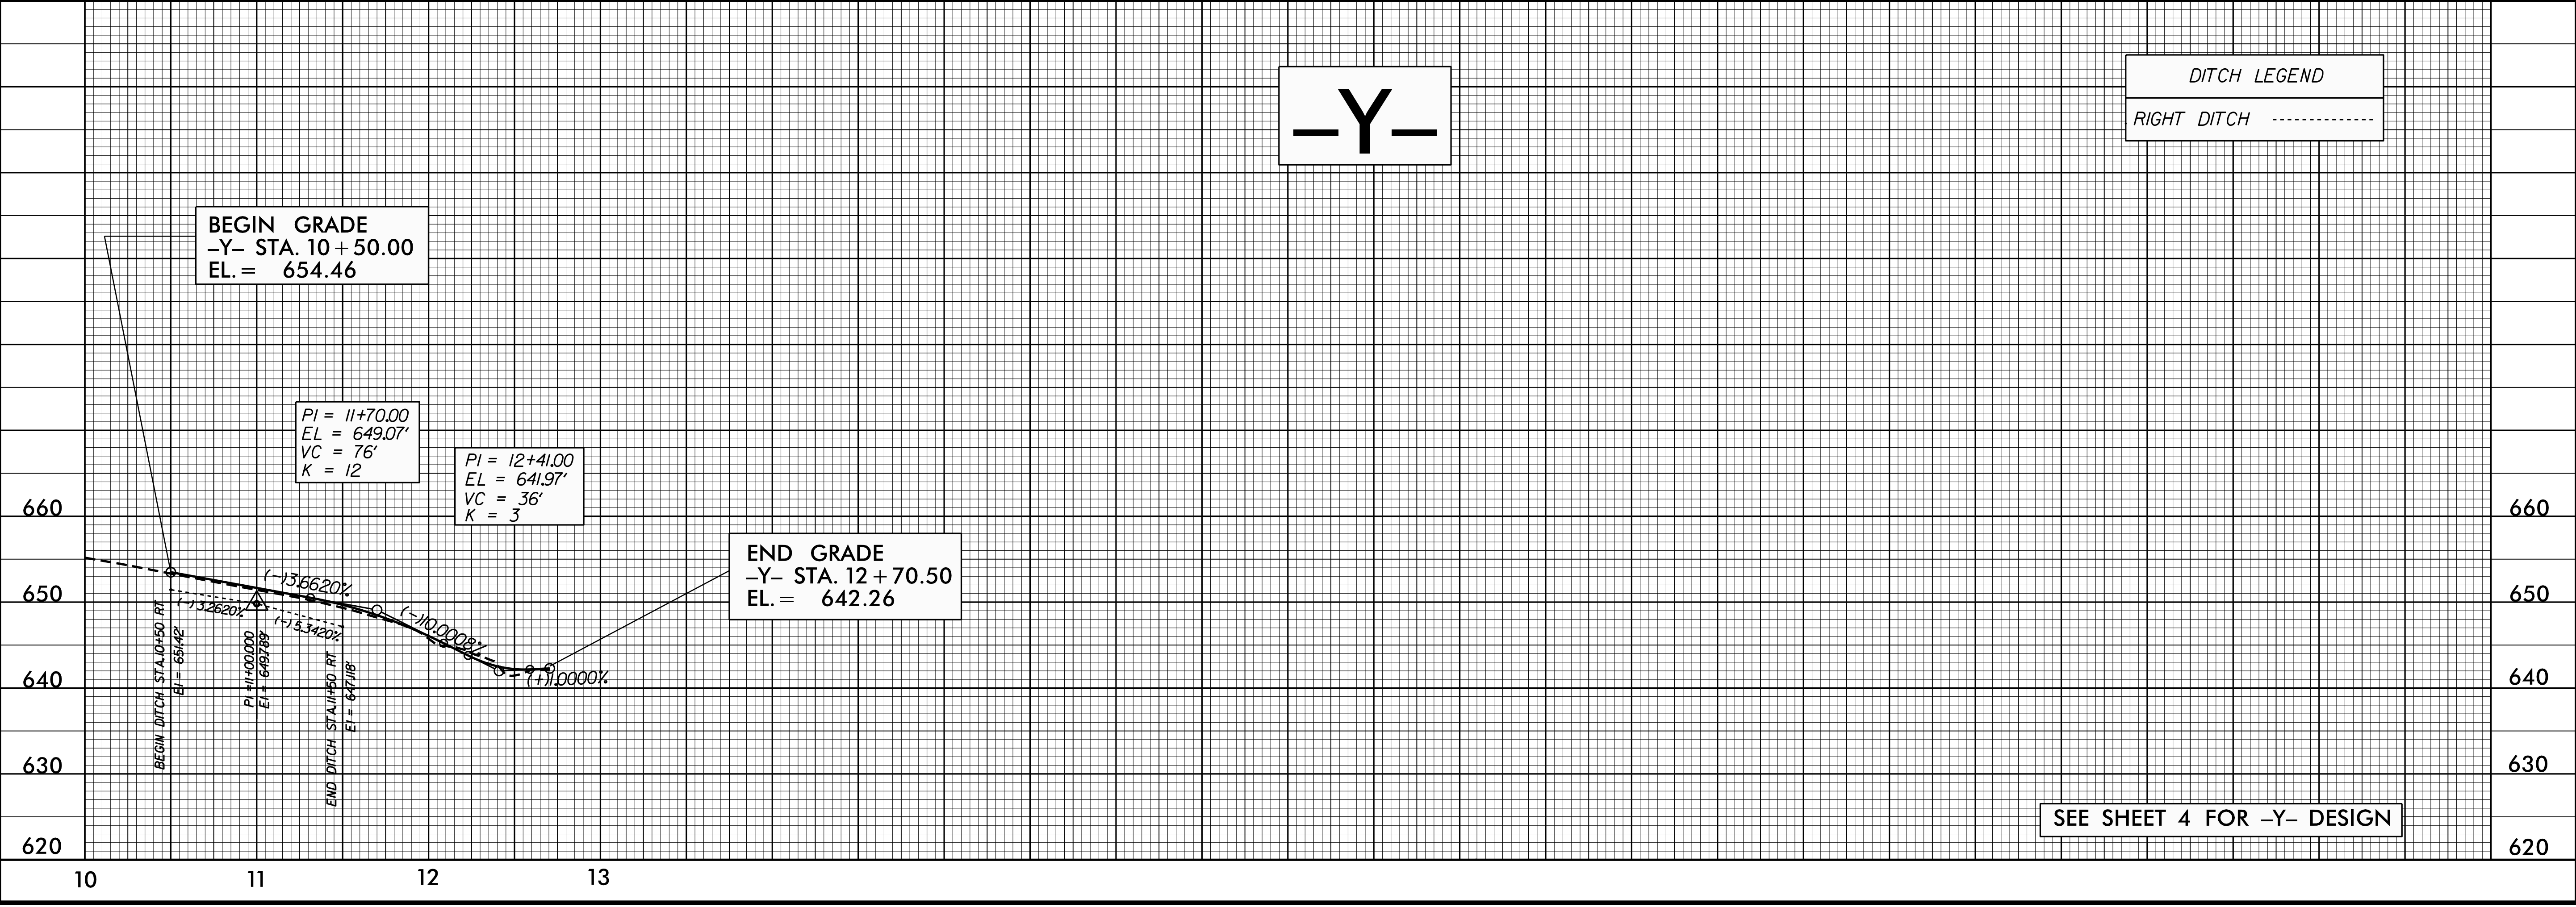 –Y–
DITCH LEGEND
RIGHT DITCH
BEGIN GRADE
–Y– STA. 10+50.00
EL. = 654.46
PI = 11+70.00
EL = 649.07'
VC = 76'
K = 12
PI = 12+41.00
EL = 641.97'
VC = 36'
K = 3
END GRADE
–Y– STA. 12+70.50
EL. = 642.26
660
660
650
650
640
640
630
630
620
620
(-)3.6620%
(-)10.0008%
(+)1.0000%
(-)3.2620%
(-)5.3420%
BEGIN DITCH STA.10+50 RT
El = 651.42'
PI =11+00.000
El = 649.789'
END DITCH STA.11+50 RT
El = 647.118'
SEE SHEET 4 FOR –Y– DESIGN
10
11
12
13